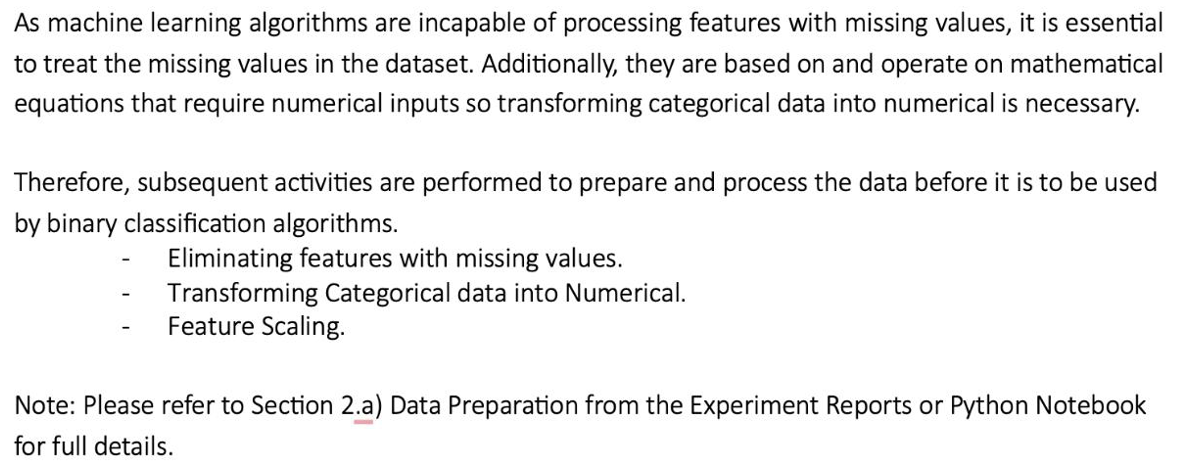 As machine learning algorithms are incapable of processing features with missing values, it is essential
to treat the missing values in the dataset. Additionally, they are based on and operate on mathematical
equations that require numerical inputs so transforming categorical data into numerical is necessary.
Therefore, subsequent activities are performed to prepare and process the data before it is to be used
by binary classification algorithms.
- Eliminating features with missing values.
- Transforming Categorical data into Numerical.
- Feature Scaling.
Note: Please refer to Section 2.a) Data Preparation from the Experiment Reports or Python Notebook
for full details.